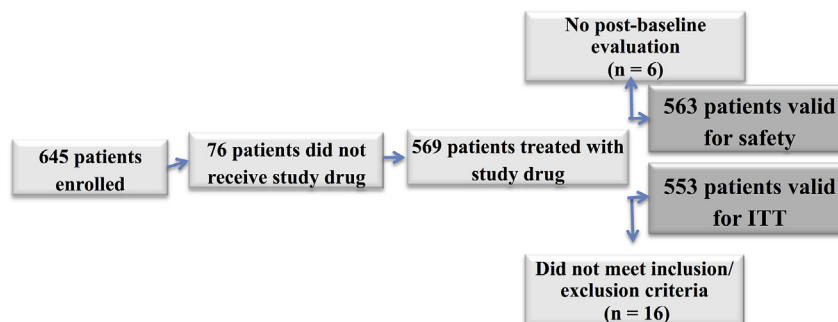 645 patients
enrolled
76 patients did not
receive study drug
569 patients treated with
study drug
No post-baseline
evaluation
(n = 6)
563 patients valid
for safety
553 patients valid
for ITT
Did not meet inclusion/
exclusion criteria
(n = 16)